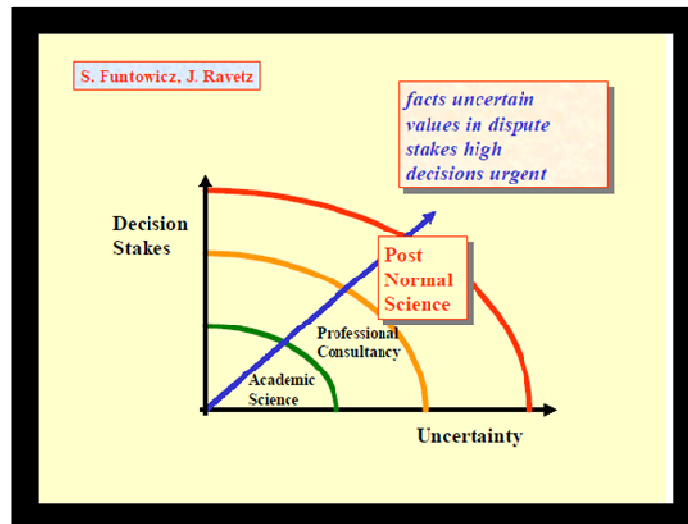 S. Funtowicz, J. Ravetz
facts uncertain
values in dispute
stakes high
decisions urgent
Decision
Stakes
Post
Normal
Science
Professional
Consultancy
Academic
Science
Uncertainty